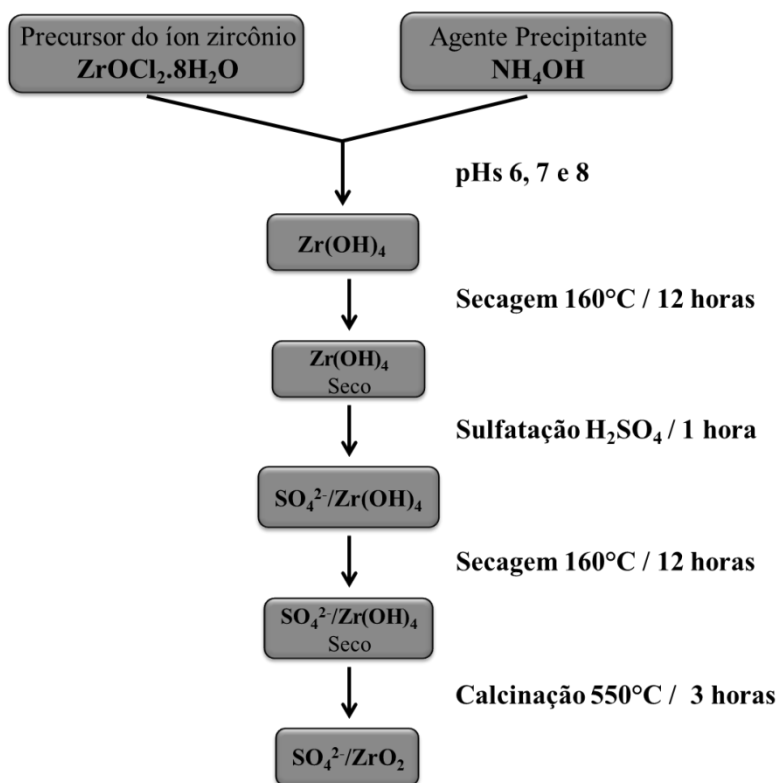 Precursor do íon zircônio
ZrOCl₂.8H₂O
Agente Precipitante
NH₄OH
pHs 6, 7 e 8
Zr(OH)₄
Secagem 160°C / 12 horas
Zr(OH)₄
Seco
Sulfatação H₂SO₄ / 1 hora
SO₄²⁻/Zr(OH)₄
Secagem 160°C / 12 horas
SO₄²⁻/Zr(OH)₄
Seco
Calcinação 550°C / 3 horas
SO₄²⁻/ZrO₂